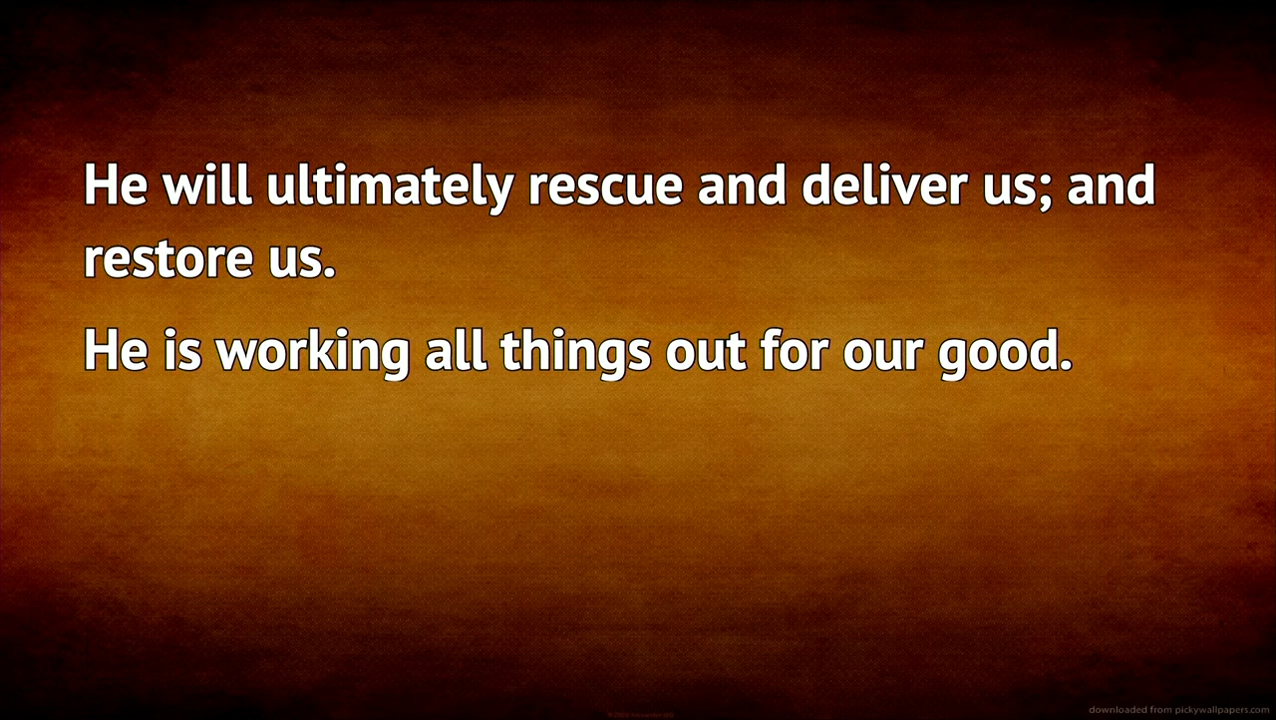 He will ultimately rescue and deliver us; and
restore us.
He is working all things out for our good.
downloaded from pickywallpapers.com